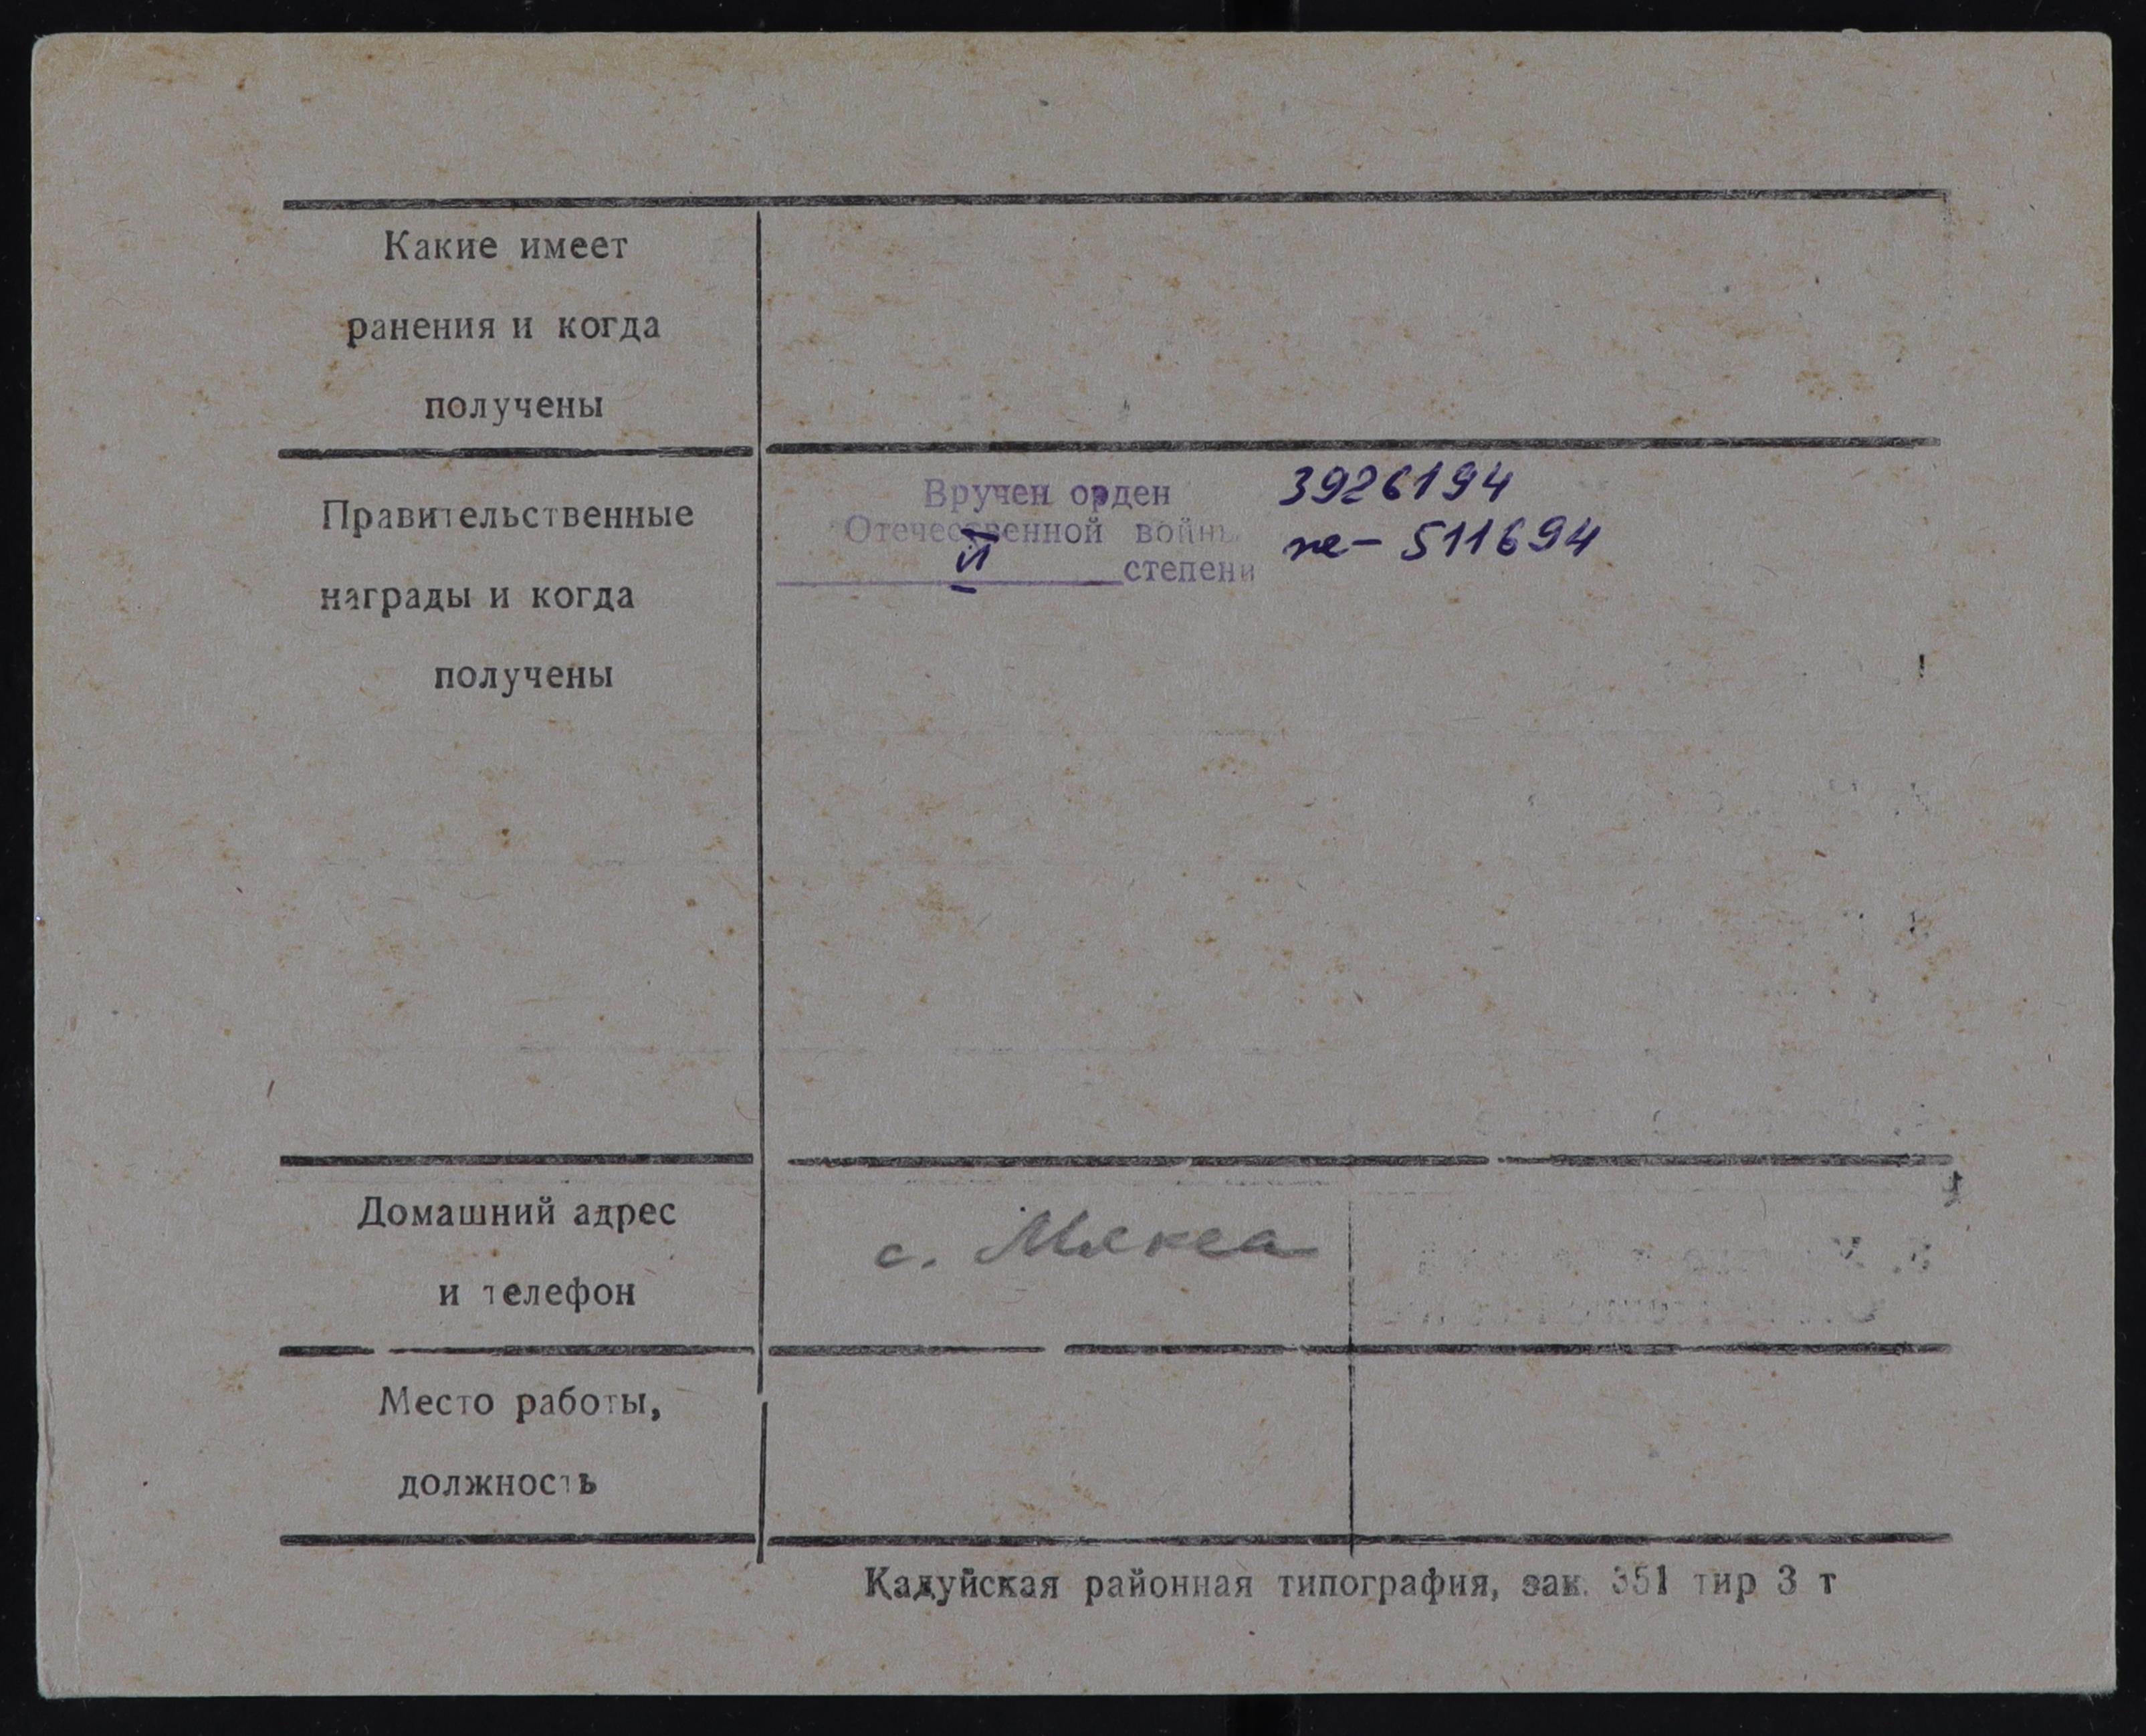 Какие имеет
ранения и когда
получены
Правительственные
награды и когда
получены
Вручен орден
Отечественной войны
II степени
3926194
не- 511694
Домашний адрес
и телефон
с. Мякса
Место работы,
должность
Кадуйская районная типография, зак. 351 тир 3 т